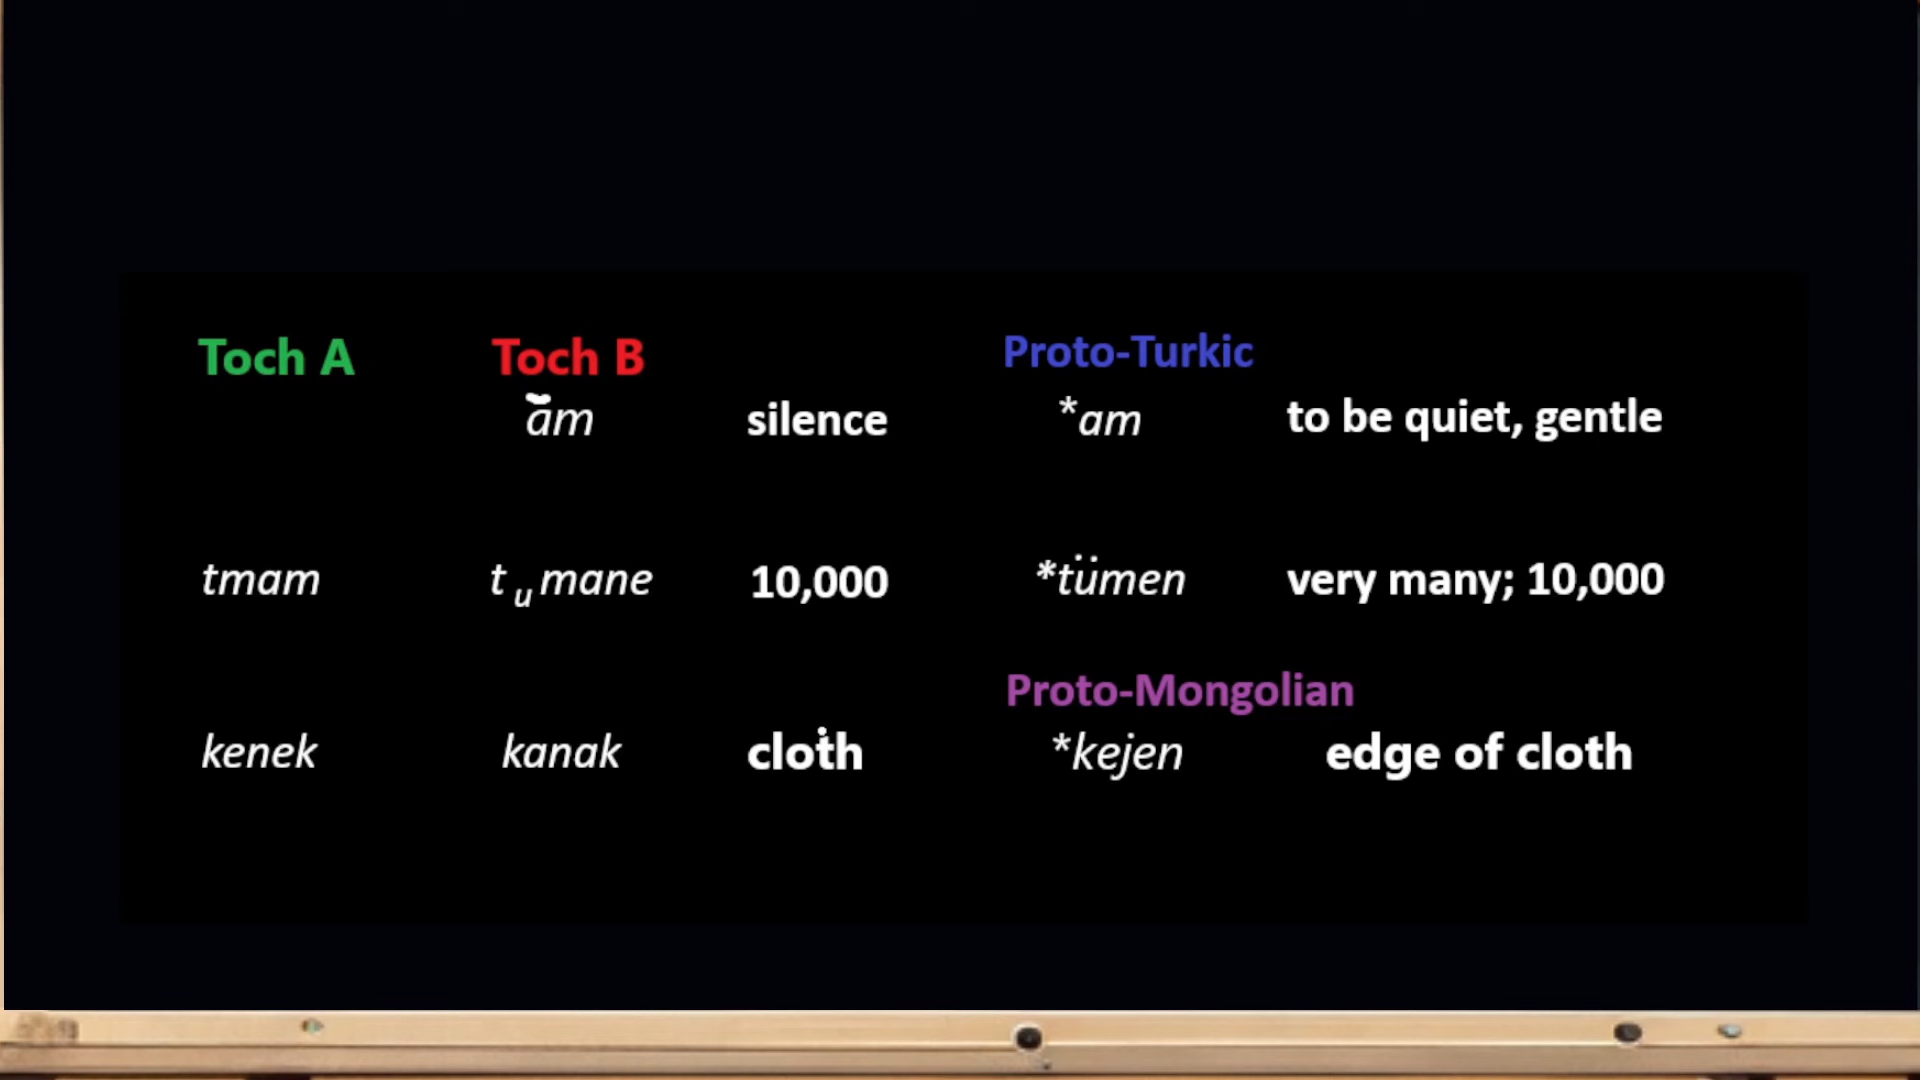 Toch A Toch B Proto-Turkic
ām silence *am to be quiet, gentle
tmam tᵤmane 10,000 *tümen very many; 10,000
Proto-Mongolian
kenek kanak cloth *kejen edge of cloth